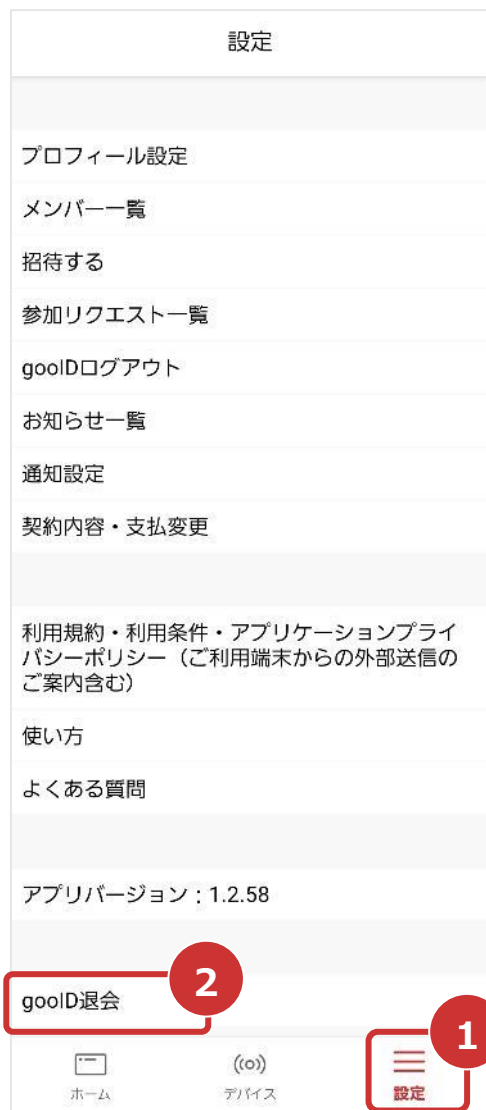 設定
プロフィール設定
メンバー一覧
招待する
参加リクエスト一覧
gooIDログアウト
お知らせ一覧
通知設定
契約内容・支払変更
利用規約・利用条件・アプリケーションプライ
バシーポリシー（ご利用端末からの外部送信の
ご案内含む）
使い方
よくある質問
アプリバージョン：1.2.58
2
gooID退会
1
ホーム
デバイス
設定